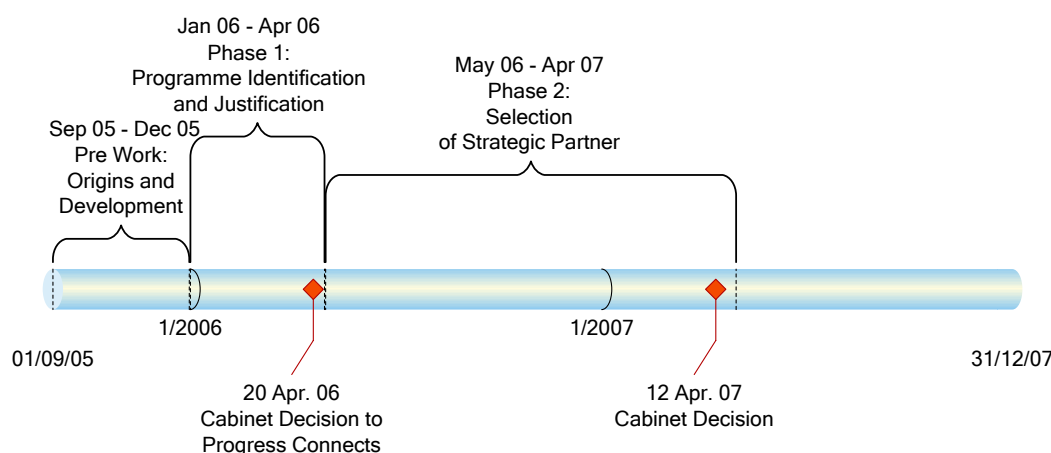 Jan 06 - Apr 06
Phase 1:
Programme Identification
and Justification
May 06 - Apr 07
Phase 2:
Selection
of Strategic Partner
Sep 05 - Dec 05
Pre Work:
Origins and
Development
1/2006
1/2007
01/09/05
31/12/07
20 Apr. 06
Cabinet Decision to
Progress Connects
12 Apr. 07
Cabinet Decision